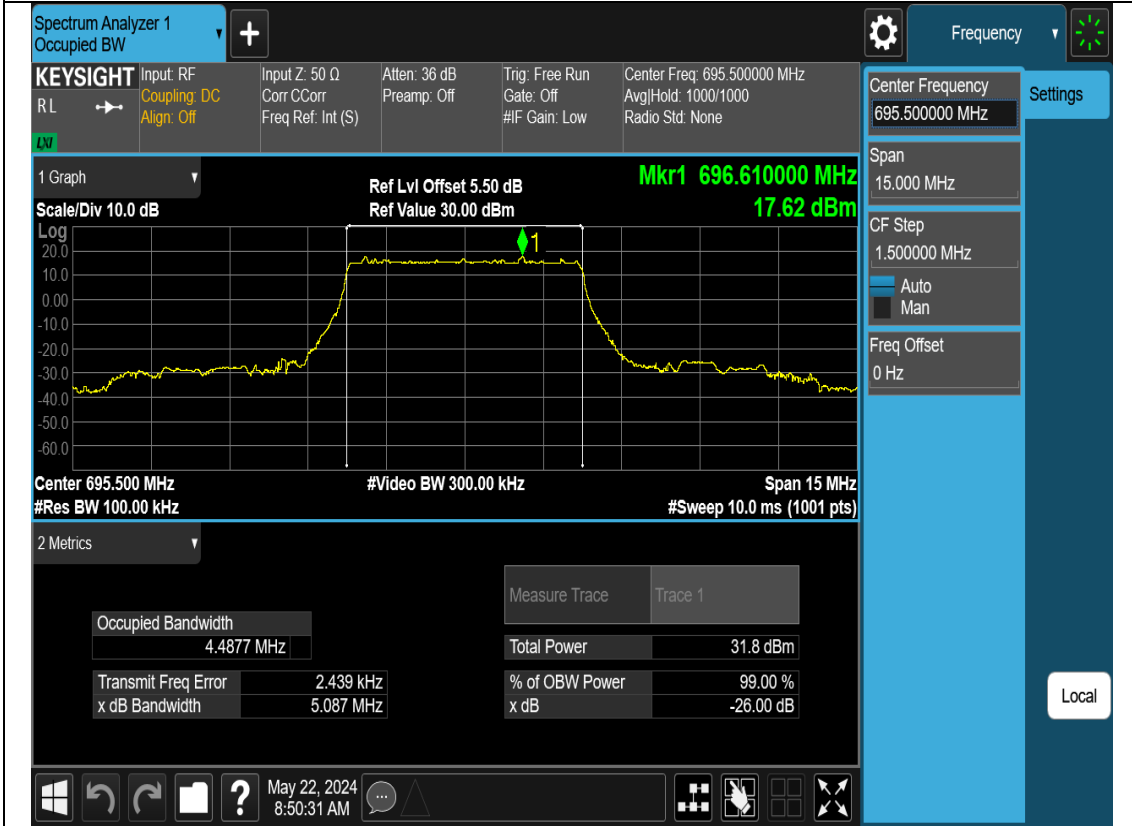 Spectrum Analyzer 1
Occupied BW
+
Frequency
KEYSIGHT
RL
LXI
Input: RF
Coupling: DC
Align: Off
Input Z: 50 Ω
Corr CCorr
Freq Ref: Int (S)
Atten: 36 dB
Preamp: Off
Trig: Free Run
Gate: Off
#IF Gain: Low
Center Freq: 695.500000 MHz
Avg|Hold: 1000/1000
Radio Std: None
Center Frequency
695.500000 MHz
Settings
Span
15.000 MHz
CF Step
1.500000 MHz
Auto
Man
Freq Offset
0 Hz
Local
1 Graph
Scale/Div 10.0 dB
Ref Lvl Offset 5.50 dB
Ref Value 30.00 dBm
Mkr1 696.610000 MHz
17.62 dBm
Log
1
20.0
10.0
0.00
-10.0
-20.0
-30.0
-40.0
-50.0
-60.0
Center 695.500 MHz
#Video BW 300.00 kHz
Span 15 MHz
#Res BW 100.00 kHz
#Sweep 10.0 ms (1001 pts)
2 Metrics
Measure Trace
Trace 1
Occupied Bandwidth
4.4877 MHz
Total Power
31.8 dBm
Transmit Freq Error
2.439 kHz
% of OBW Power
99.00 %
x dB Bandwidth
5.087 MHz
x dB
-26.00 dB
?
May 22, 2024
8:50:31 AM